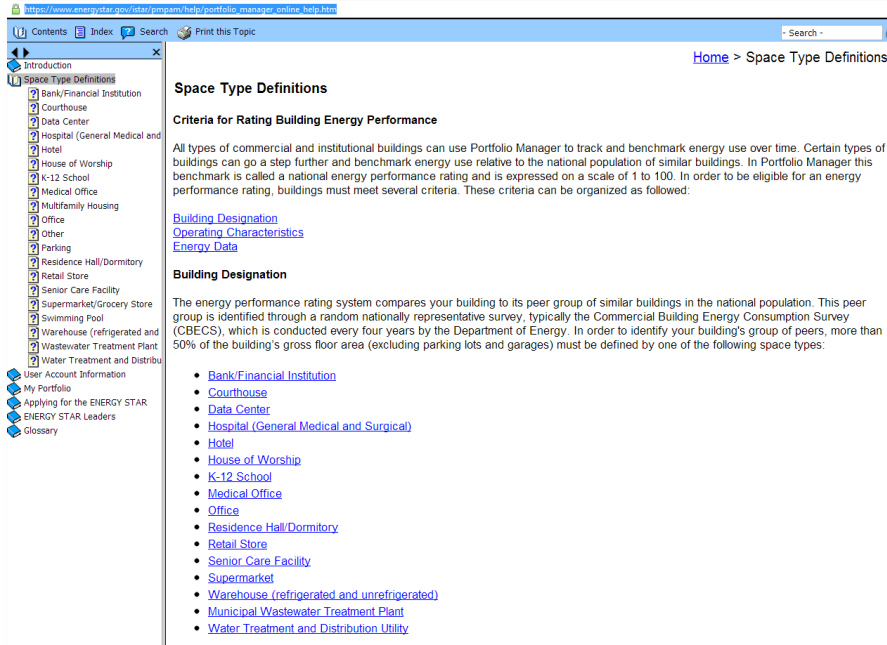 https://www.energystar.gov/istar/pmpam/help/portfolio_manager_online_help.htm
Contents Index Search Print this Topic
- Search -
Introduction
Space Type Definitions
Bank/Financial Institution
Courthouse
Data Center
Hospital (General Medical and
Hotel
House of Worship
K-12 School
Medical Office
Multifamily Housing
Office
Other
Parking
Residence Hall/Dormitory
Retail Store
Senior Care Facility
Supermarket/Grocery Store
Swimming Pool
Warehouse (refrigerated and
Wastewater Treatment Plant
Water Treatment and Distribu
User Account Information
My Portfolio
Applying for the ENERGY STAR
ENERGY STAR Leaders
Glossary
Home > Space Type Definitions
Space Type Definitions
Criteria for Rating Building Energy Performance
All types of commercial and institutional buildings can use Portfolio Manager to track and benchmark energy use over time. Certain types of
buildings can go a step further and benchmark energy use relative to the national population of similar buildings. In Portfolio Manager this
benchmark is called a national energy performance rating and is expressed on a scale of 1 to 100. In order to be eligible for an energy
performance rating, buildings must meet several criteria. These criteria can be organized as followed:
Building Designation
Operating Characteristics
Energy Data
Building Designation
The energy performance rating system compares your building to its peer group of similar buildings in the national population. This peer
group is identified through a random nationally representative survey, typically the Commercial Building Energy Consumption Survey
(CBECS), which is conducted every four years by the Department of Energy. In order to identify your building's group of peers, more than
50% of the building's gross floor area (excluding parking lots and garages) must be defined by one of the following space types:
• Bank/Financial Institution
• Courthouse
• Data Center
• Hospital (General Medical and Surgical)
• Hotel
• House of Worship
• K-12 School
• Medical Office
• Office
• Residence Hall/Dormitory
• Retail Store
• Senior Care Facility
• Supermarket
• Warehouse (refrigerated and unrefrigerated)
• Municipal Wastewater Treatment Plant
• Water Treatment and Distribution Utility